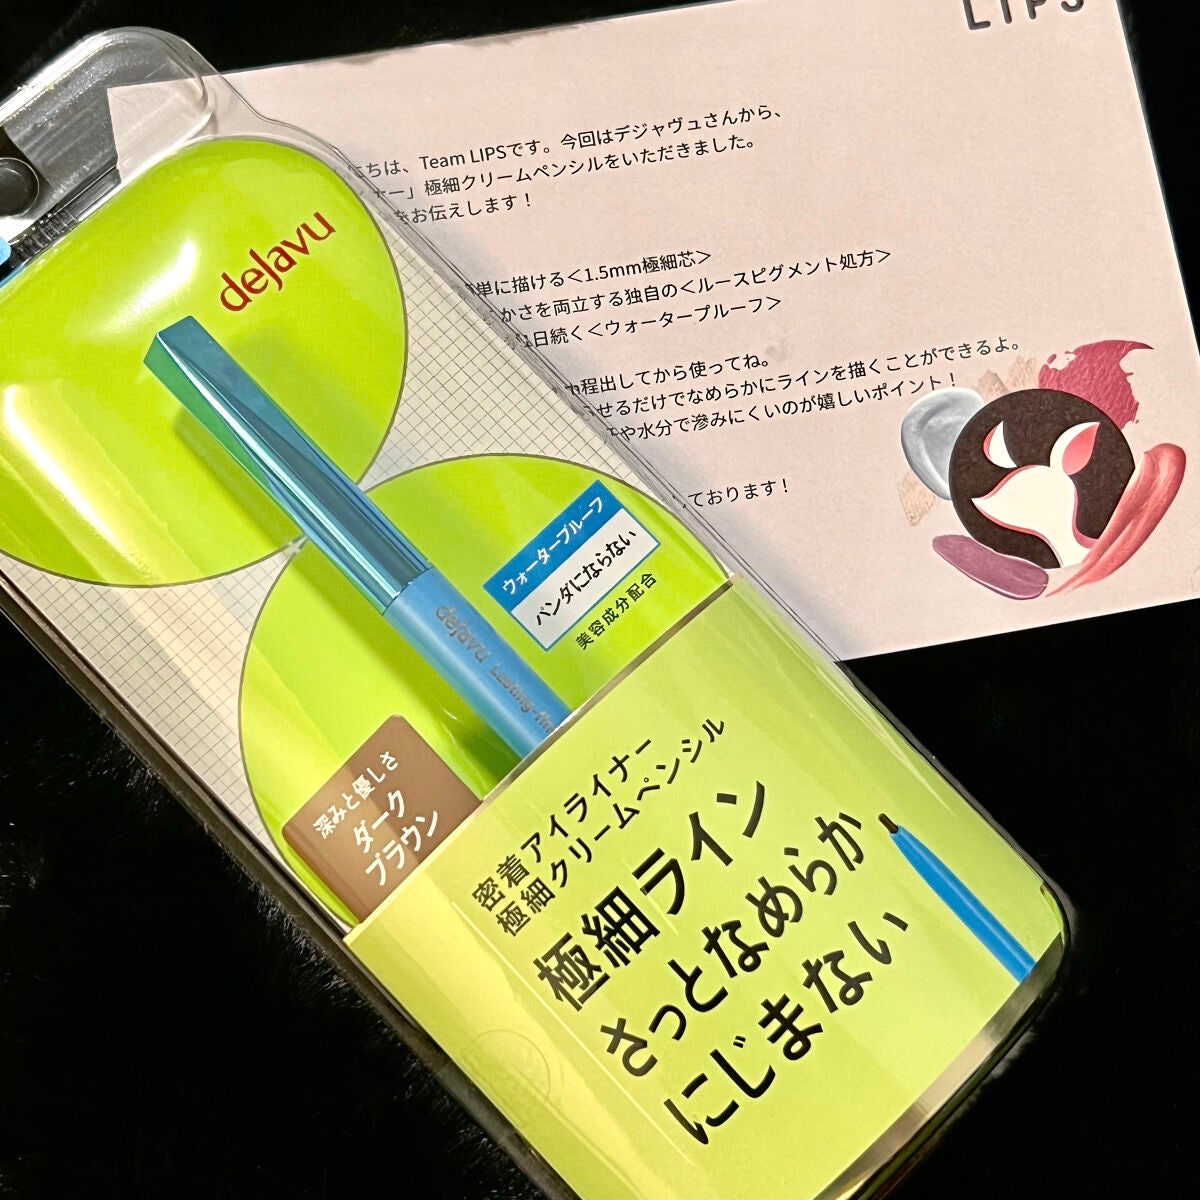 LIPS
ちは、Team LIPSです。今回はデジャヴュさんから、
ナー」極細クリームペンシルをいただきました。
をお伝えします!
単に描ける<1.5mm極細芯>
かさを両立する独自の<ルースピグメント処方>
1日続く<ウォータープルーフ>
程出してから使ってね。
せるだけでなめらかにラインを描くことができるよ。
や水分で滲みにくいのが嬉しいポイント!
ております!
dejavu
ウォータープルーフ
パンダにならない
美容成分配合
dejavu Lasting-fin
深みと優しさ
ダーク
ブラウン
密着アイライナー
極細クリームペンシル
極細ライン
さっとなめらか
にじまない